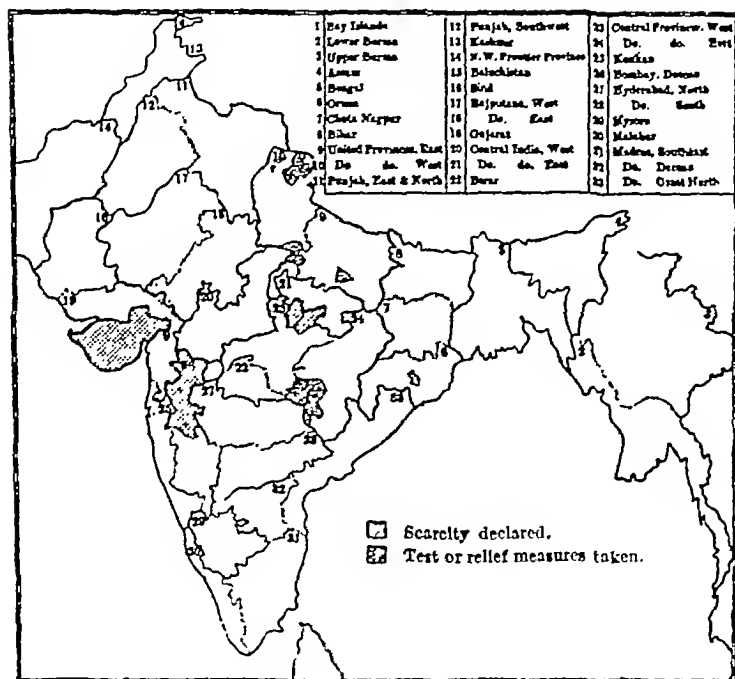 1 Bay Islands
2 Lower Burma
3 Upper Burma
4 Assam
5 Bengal
6 Orissa
7 Chota Nagpur
8 Bihar
9 United Provinces, East
10 Do do. West
11 Punjab, East & North
12 Punjab, Southwest
13 Kashmir
14 N.W. Frontier Province
15 Baluchistan
16 Sind
17 Rajputana, West
18 Do. East
19 Gujarat
20 Central India, West
21 Do. do. East
22 Berar
23 Central Provinces, West
24 Do. do. East
25 Konkan
26 Bombay, Deccan
27 Hyderabad, North
28 Do. South
29 Mysore
30 Malabar
31 Madras, Southeast
32 Do. Deccan
33 Do. Coast North
Scarcity declared.
Test or relief measures taken.